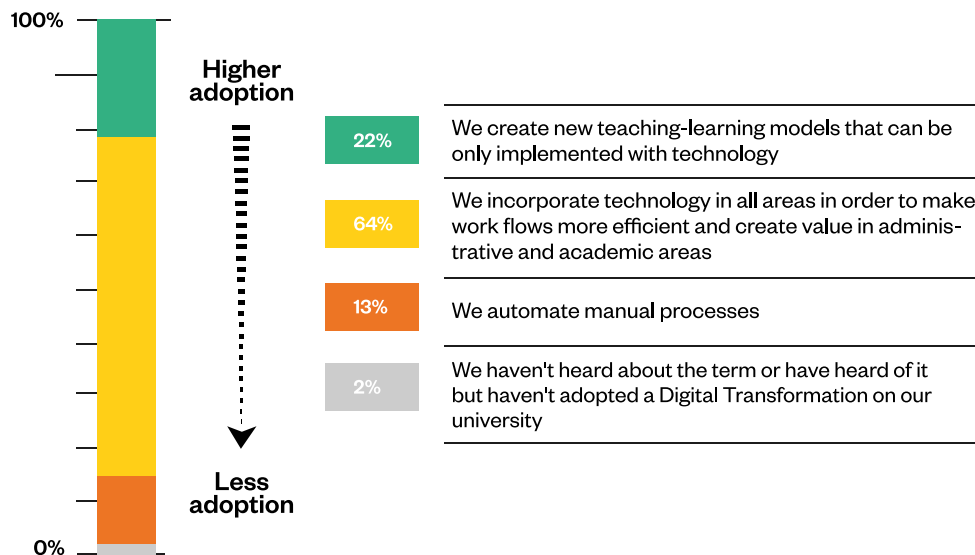 100%
Higher
adoption
22%
We create new teaching-learning models that can be
only implemented with technology
64%
We incorporate technology in all areas in order to make
work flows more efficient and create value in adminis-
trative and academic areas
13%
We automate manual processes
2%
We haven't heard about the term or have heard of it
but haven't adopted a Digital Transformation on our
university
Less
adoption
0%